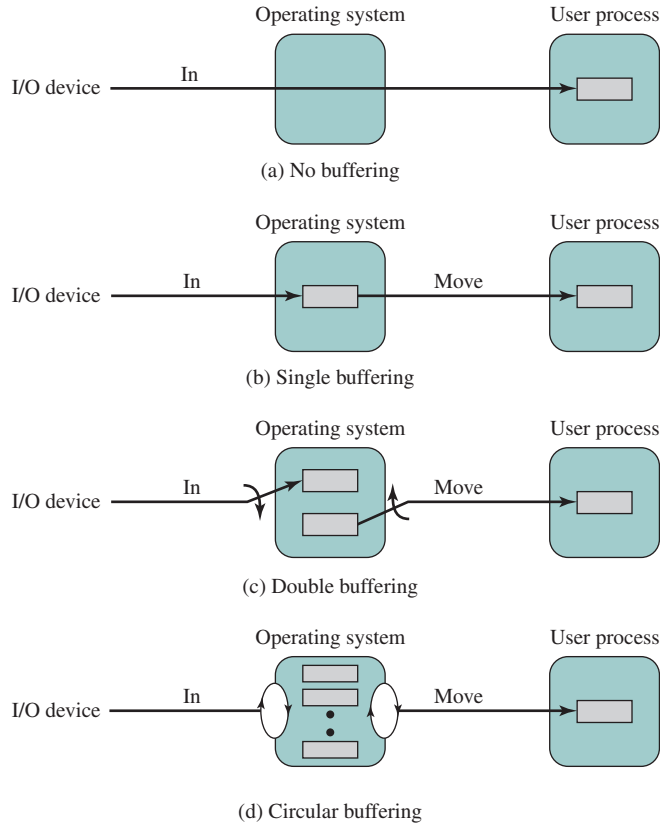 Operating system
User process
In
I/O device
(a) No buffering
Operating system
User process
In
Move
I/O device
(b) Single buffering
Operating system
User process
In
Move
I/O device
(c) Double buffering
Operating system
User process
In
Move
I/O device
(d) Circular buffering